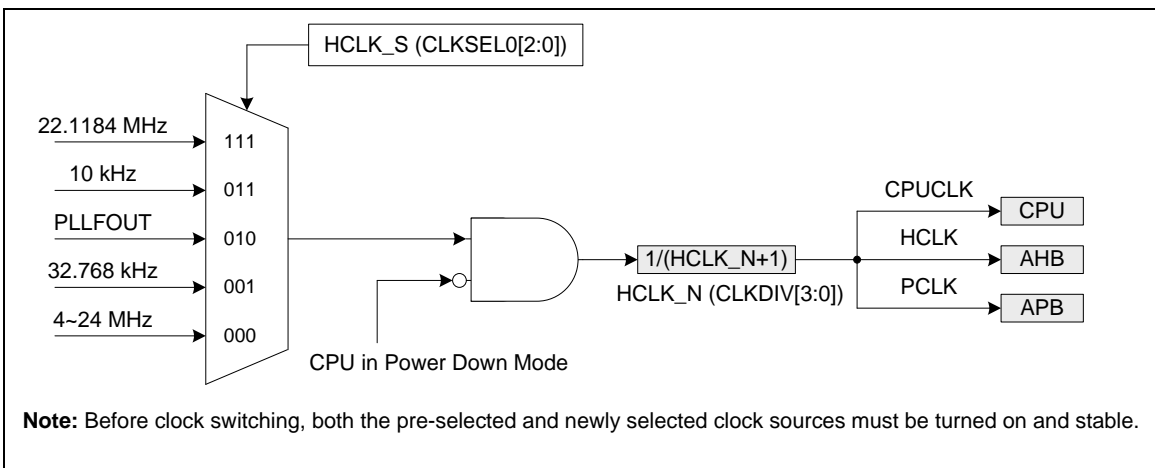 HCLK_S (CLKSEL0[2:0])
22.1184 MHz
111
10 kHz
011
PLLFOUT
010
32.768 kHz
001
4~24 MHz
000
CPU in Power Down Mode
1/(HCLK_N+1)
HCLK_N (CLKDIV[3:0])
CPUCLK
CPU
HCLK
AHB
PCLK
APB
Note: Before clock switching, both the pre-selected and newly selected clock sources must be turned on and stable.